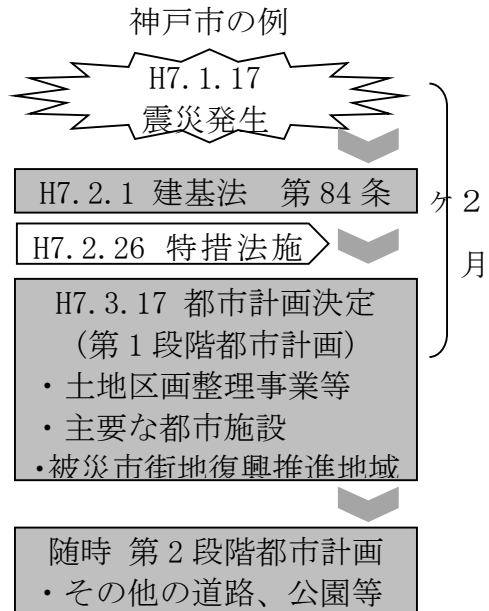 神戸市の例
H7.1.17
震災発生
H7.2.1 建基法　第84条
H7.2.26 特措法施
H7.3.17 都市計画決定
(第1段階都市計画)
・土地区画整理事業等
・主要な都市施設
・被災市街地復興推進地域
2ヶ月
随時 第2段階都市計画
・その他の道路、公園等